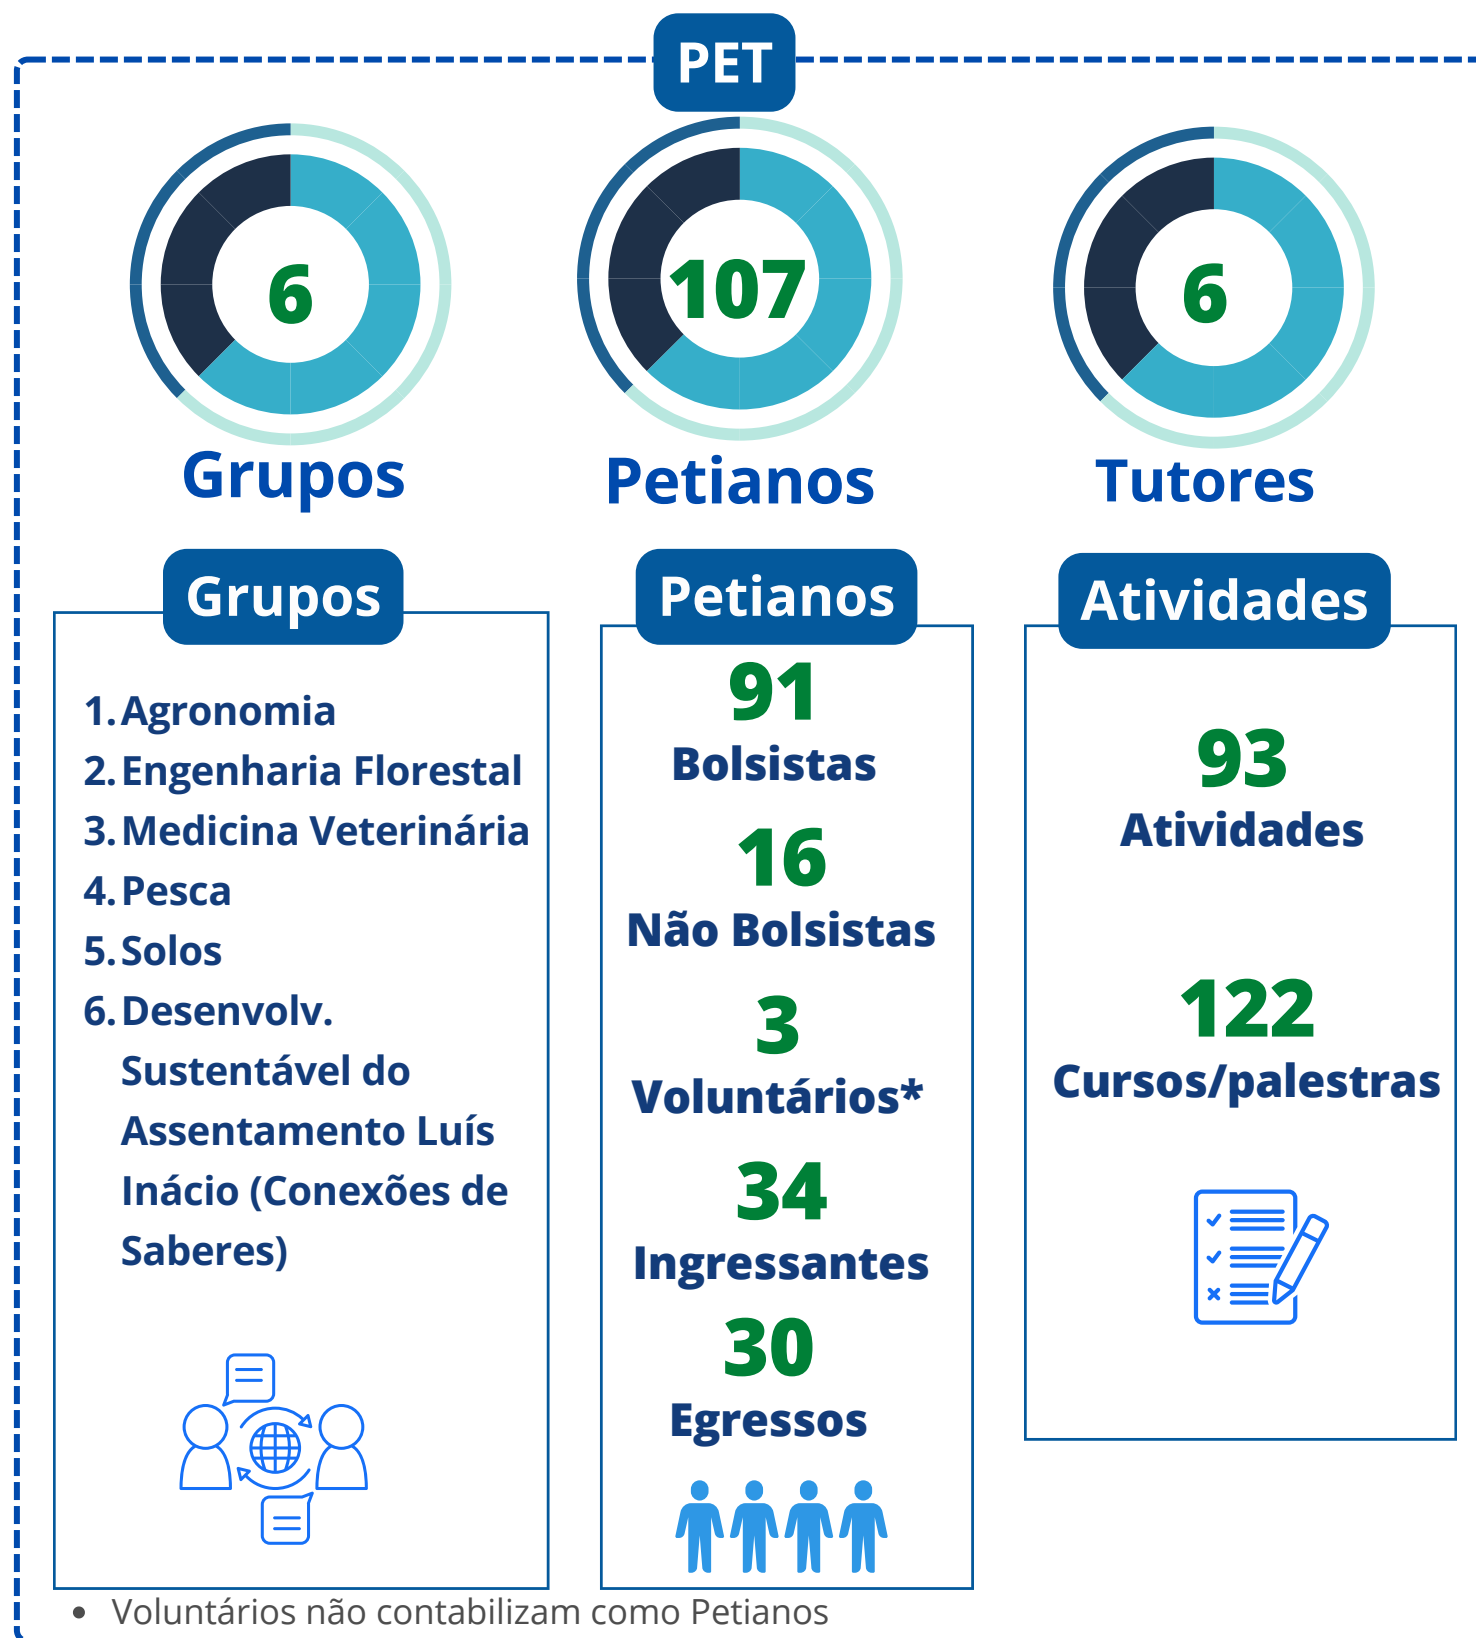 PET
6
107
6
Grupos
Petianos
Tutores
Grupos
1. Agronomia
2. Engenharia Florestal
3. Medicina Veterinária
4. Pesca
5. Solos
6. Desenvolv.
Sustentável do
Assentamento Luís
Inácio (Conexões de
Saberes)
Petianos
91
Bolsistas
16
Não Bolsistas
3
Voluntários*
34
Ingressantes
30
Egressos
Atividades
93
Atividades
122
Cursos/palestras
• Voluntários não contabilizam como Petianos